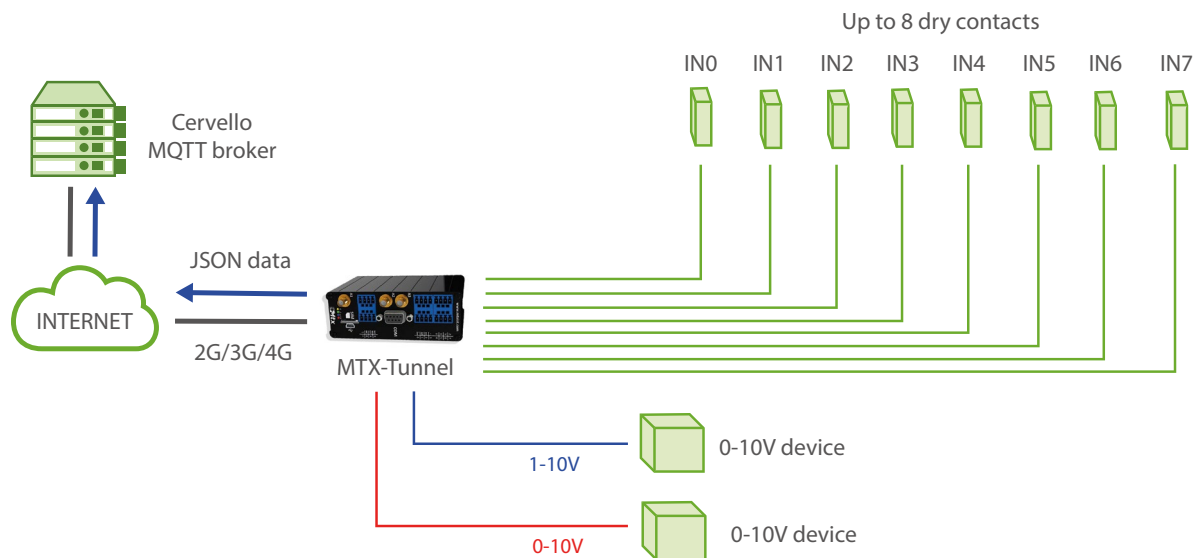 Up to 8 dry contacts
IN0 IN1 IN2 IN3 IN4 IN5 IN6 IN7
Cervello
MQTT broker
JSON data
INTERNET
2G/3G/4G
MTX-Tunnel
0-10V device
1-10V
0-10V device
0-10V